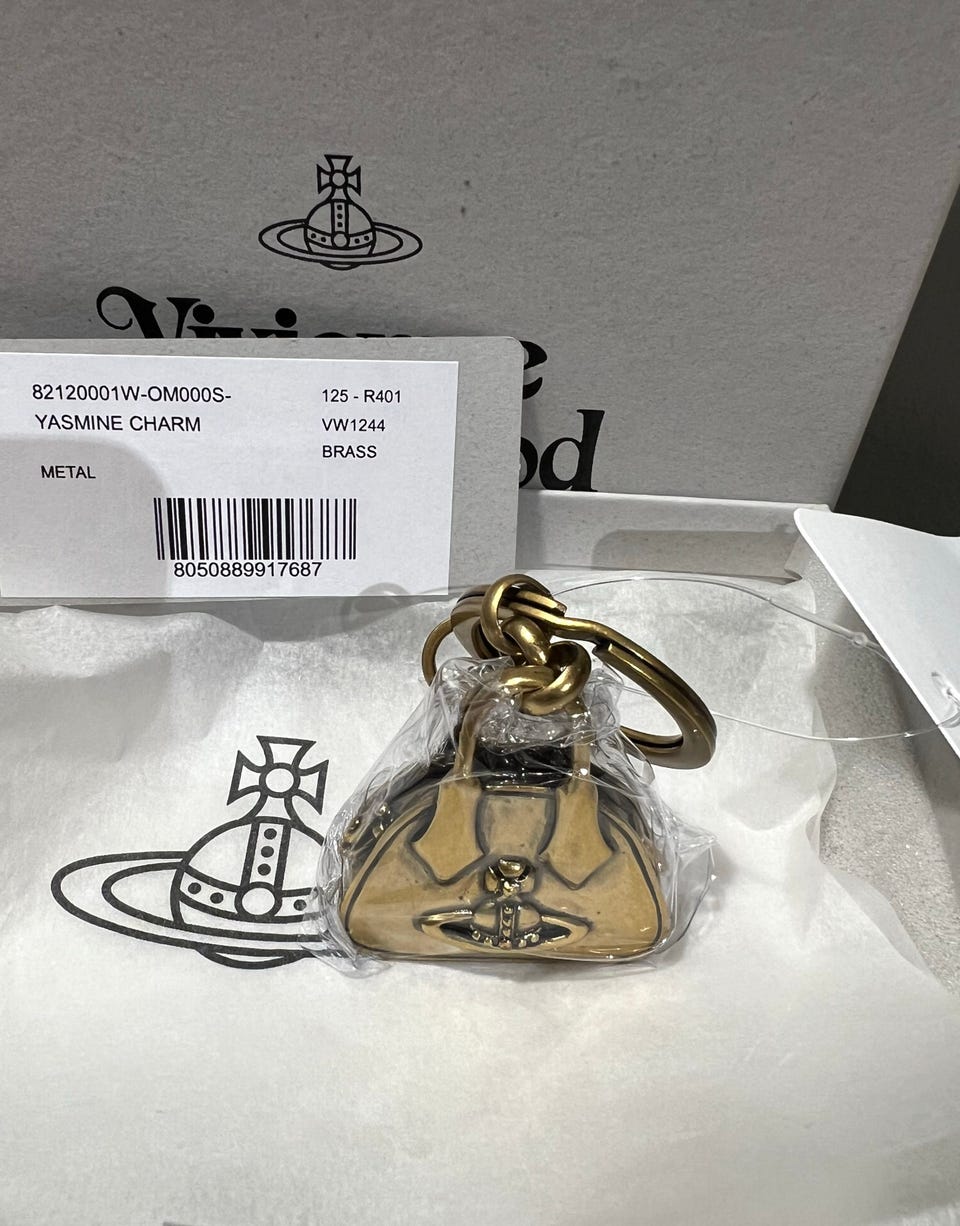 82120001W-OM000S-
125 - R401
YASMINE CHARM
VW1244
BRASS
METAL
8050889917687